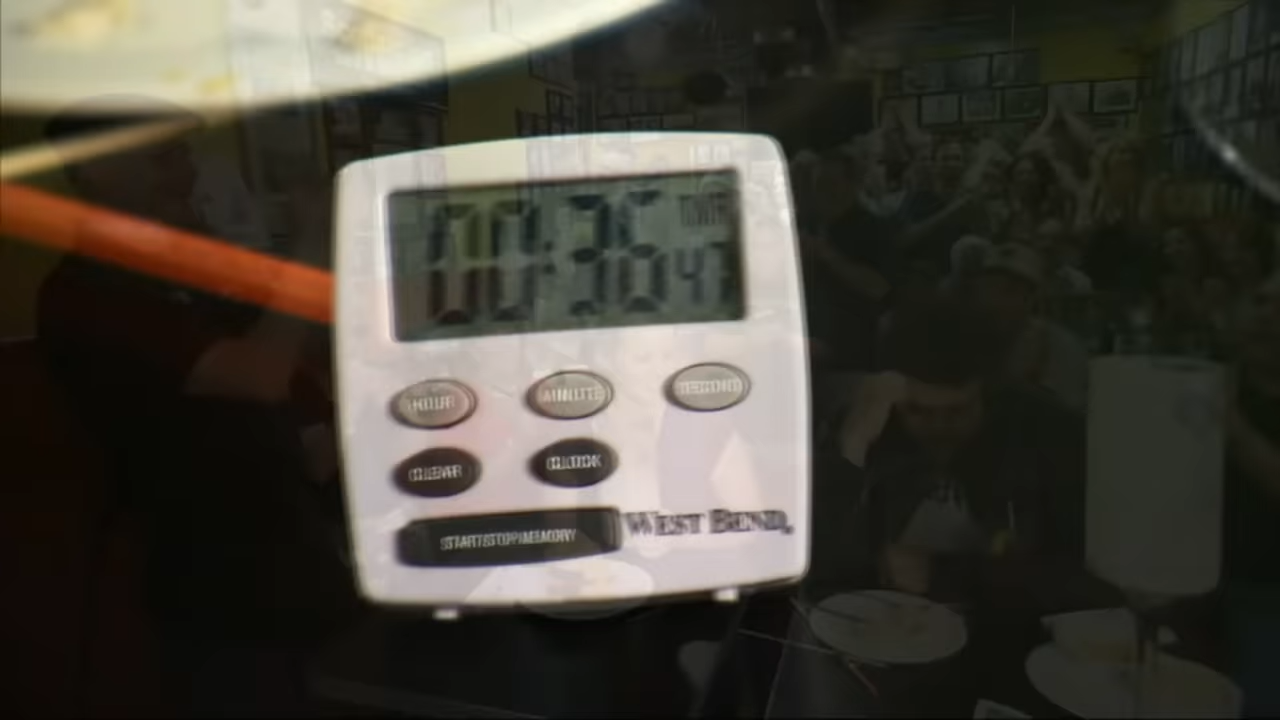 00:36 47
HOUR MINUTE SECOND
CLEAR CLOCK
START/STOP/MEMORY WEST BEND